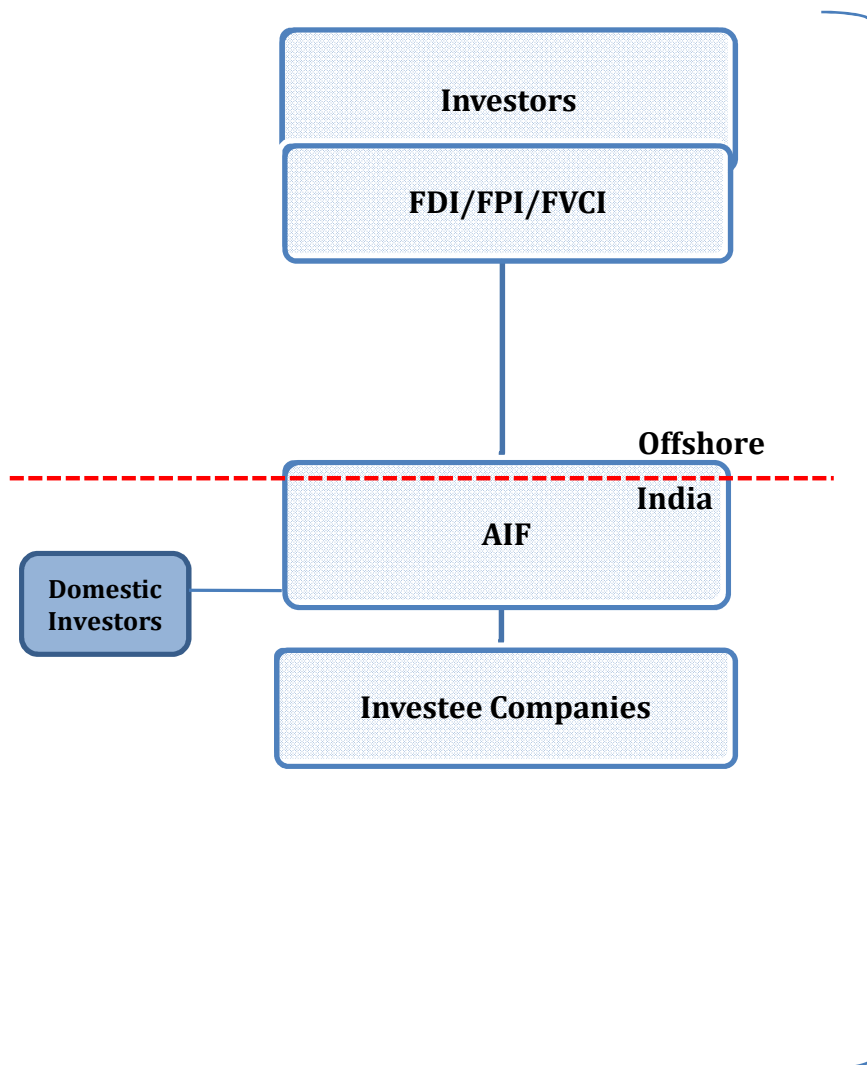 Investors
FDI/FPI/FVCI
Offshore
India
AIF
Domestic
Investors
Investee Companies